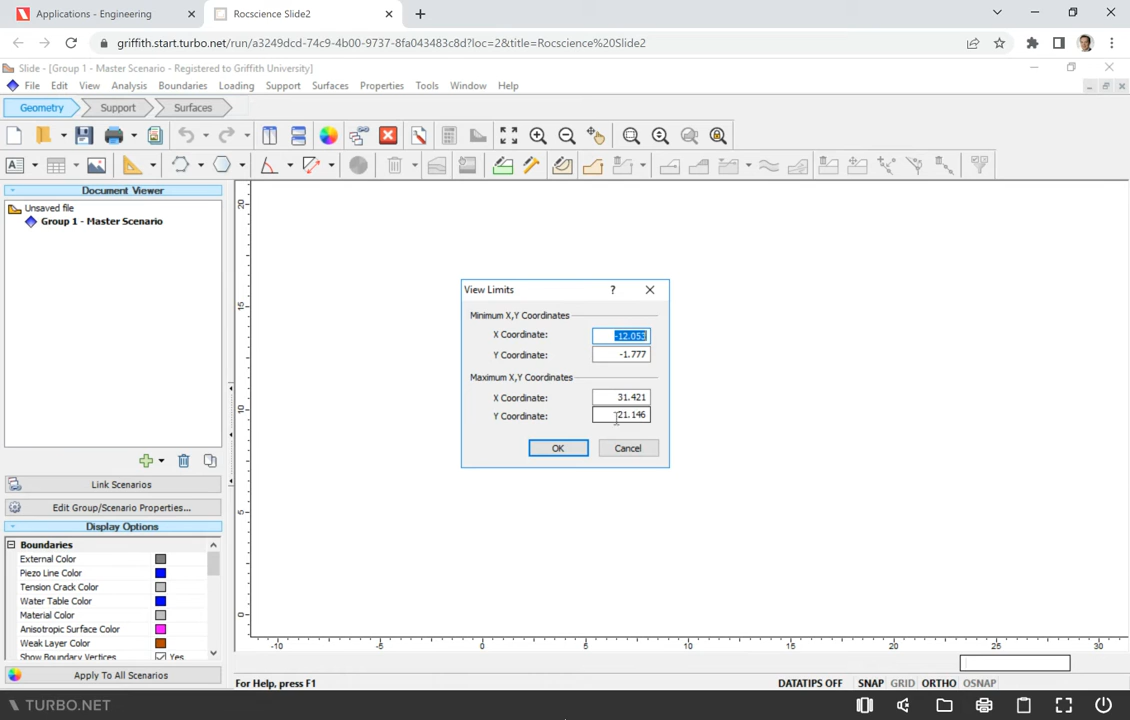 Applications - Engineering
Rocscience Slide2
griffith.start.turbo.net/run/a3249dcd-74c9-4b00-9737-8fa043483c8d?loc=2&title=Rocscience%20Slide2
Slide - [Group 1 - Master Scenario - Registered to Griffith University]
File Edit View Analysis Boundaries Loading Support Surfaces Properties Tools Window Help
Geometry Support Surfaces
Document Viewer
Unsaved file
Group 1 - Master Scenario
Link Scenarios
Edit Group/Scenario Properties...
Display Options
Boundaries
External Color
Piezo Line Color
Tension Crack Color
Water Table Color
Material Color
Anisotropic Surface Color
Weak Layer Color
Show Boundary Vertices Yes
Apply To All Scenarios
20
15
10
5
0
View Limits
Minimum X,Y Coordinates
X Coordinate: -12.053
Y Coordinate: -1.777
Maximum X,Y Coordinates
X Coordinate: 31.421
Y Coordinate: 21.146
OK Cancel
-10 -5 0 5 10 15 20 25 30
For Help, press F1
DATATIPS OFF SNAP GRID ORTHO OSNAP
TURBO.NET